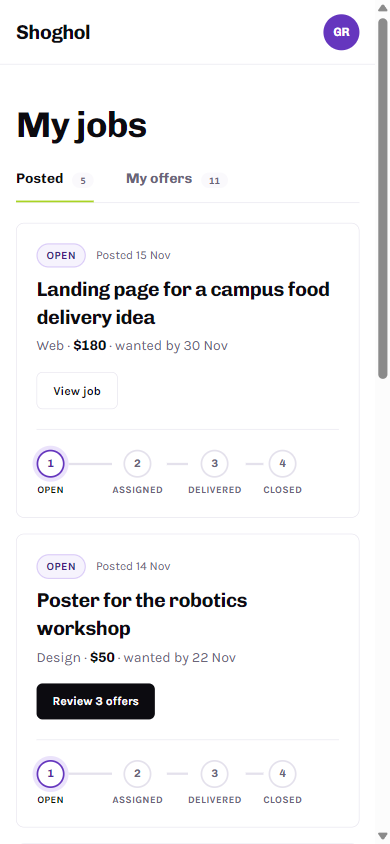 Shoghol
GR
My jobs
Posted 5 My offers 11
OPEN Posted 15 Nov
Landing page for a campus food
delivery idea
Web · $180 · wanted by 30 Nov
View job
1 2 3 4
OPEN ASSIGNED DELIVERED CLOSED
OPEN Posted 14 Nov
Poster for the robotics
workshop
Design · $50 · wanted by 22 Nov
Review 3 offers
1 2 3 4
OPEN ASSIGNED DELIVERED CLOSED